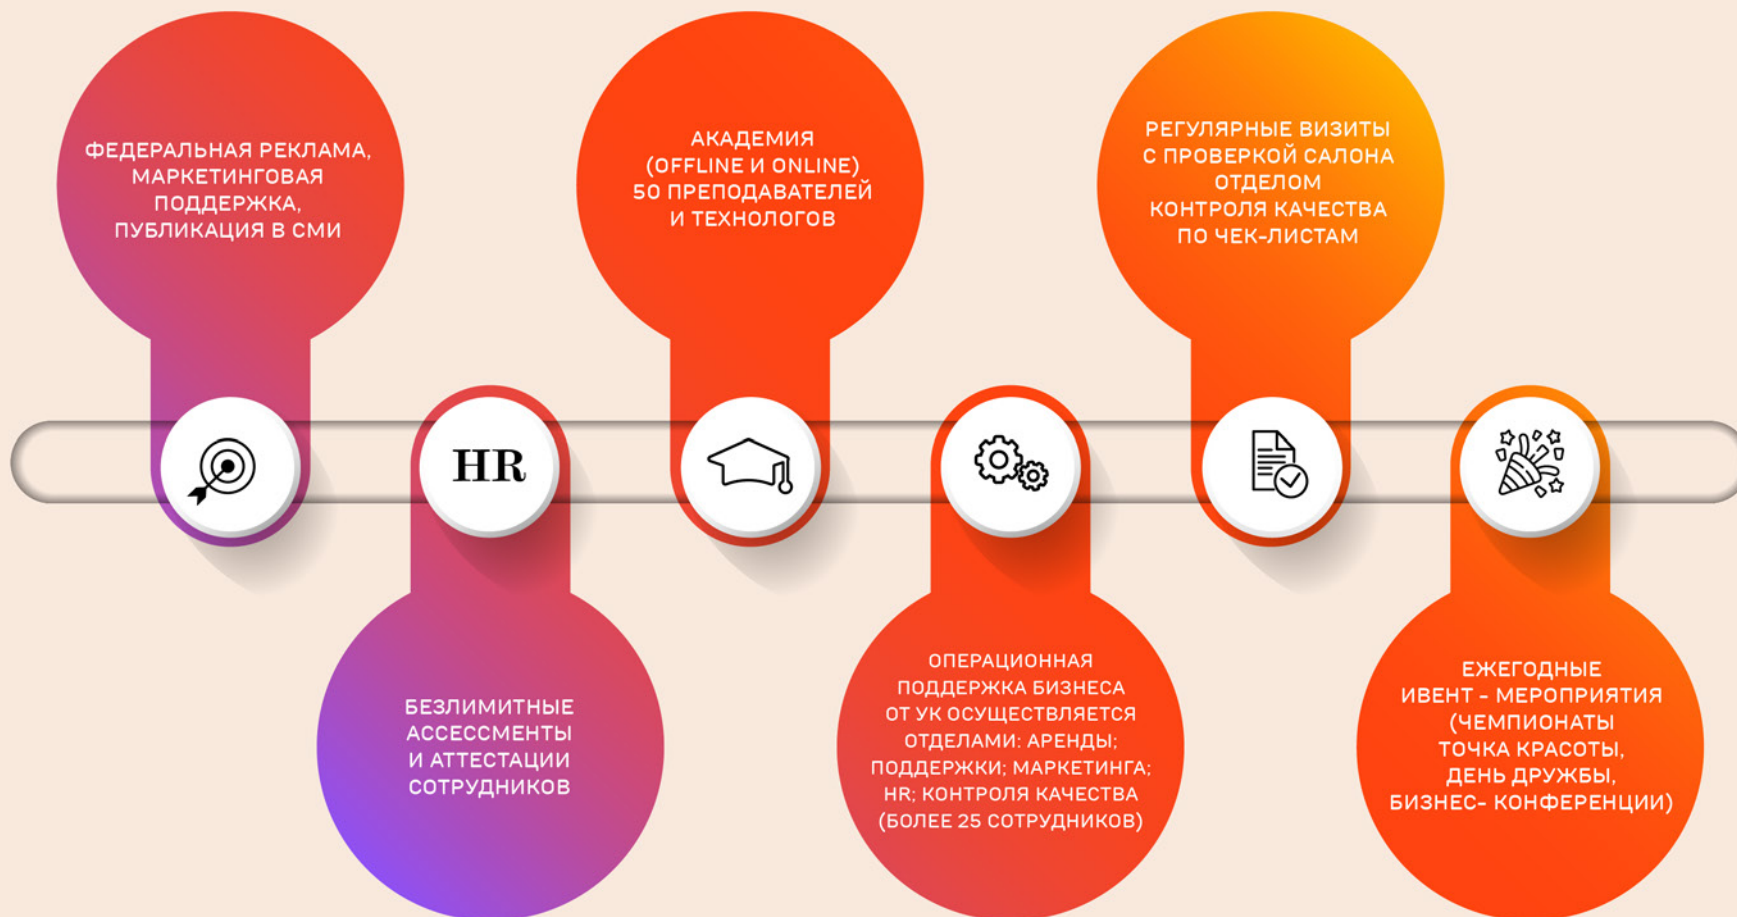 ФЕДЕРАЛЬНАЯ РЕКЛАМА,
МАРКЕТИНГОВАЯ
ПОДДЕРЖКА,
ПУБЛИКАЦИЯ В СМИ
HR
БЕЗЛИМИТНЫЕ
АССЕССМЕНТЫ
И АТТЕСТАЦИИ
СОТРУДНИКОВ
АКАДЕМИЯ
(OFFLINE И ONLINE)
50 ПРЕПОДАВАТЕЛЕЙ
И ТЕХНОЛОГОВ
ОПЕРАЦИОННАЯ
ПОДДЕРЖКА БИЗНЕСА
ОТ УК ОСУЩЕСТВЛЯЕТСЯ
ОТДЕЛАМИ: АРЕНДЫ;
ПОДДЕРЖКИ; МАРКЕТИНГА;
HR; КОНТРОЛЯ КАЧЕСТВА
(БОЛЕЕ 25 СОТРУДНИКОВ)
РЕГУЛЯРНЫЕ ВИЗИТЫ
С ПРОВЕРКОЙ САЛОНА
ОТДЕЛОМ
КОНТРОЛЯ КАЧЕСТВА
ПО ЧЕК-ЛИСТАМ
ЕЖЕГОДНЫЕ
ИВЕНТ - МЕРОПРИЯТИЯ
(ЧЕМПИОНАТЫ
ТОЧКА КРАСОТЫ,
ДЕНЬ ДРУЖБЫ,
БИЗНЕС- КОНФЕРЕНЦИИ)